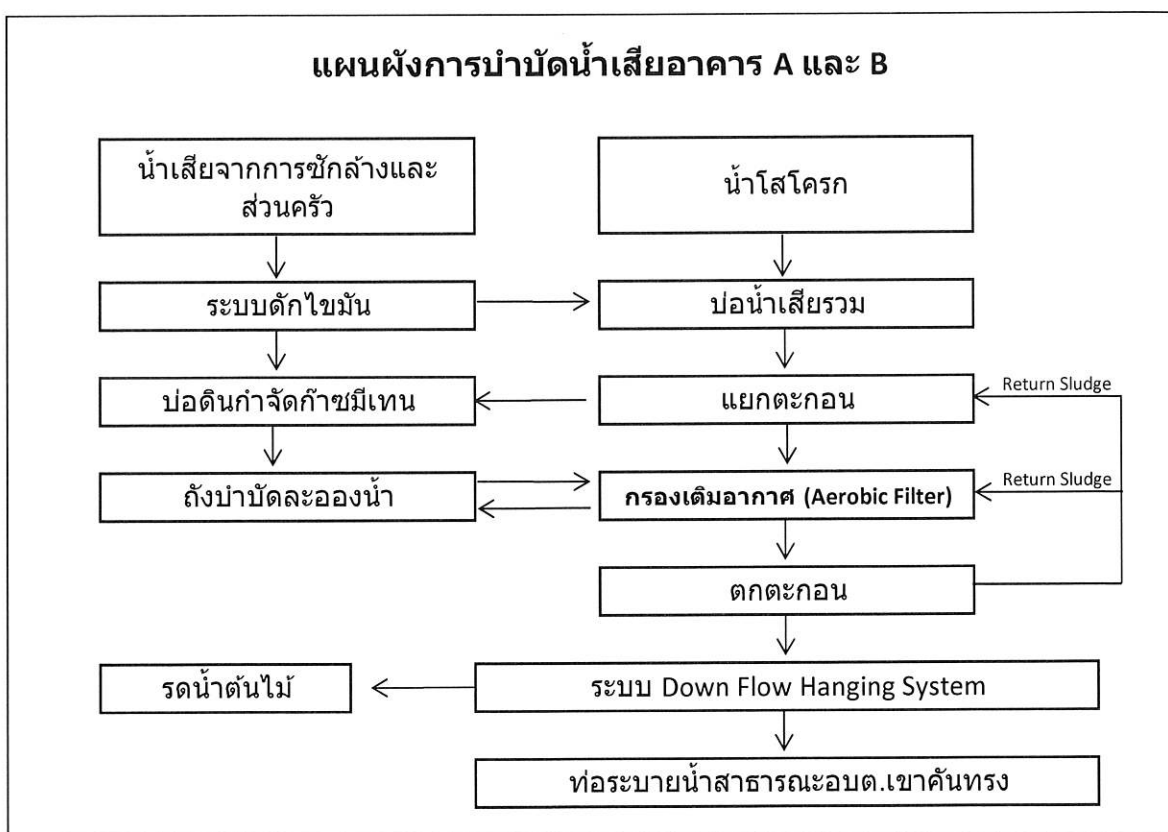 แผนผังการบำบัดน้ำเสียอาคาร A และ B
น้ำเสียจากการซักล้างและ
ส่วนครัว
น้ำโสโครก
ระบบดักไขมัน
บ่อน้ำเสียรวม
บ่อดินกำจัดก๊าซมีเทน
แยกตะกอน
Return Sludge
ถังบำบัดละอองน้ำ
กรองเติมอากาศ (Aerobic Filter)
Return Sludge
ตกตะกอน
รดน้ำต้นไม้
ระบบ Down Flow Hanging System
ท่อระบายน้ำสาธารณะอบต.เขาคันทรง